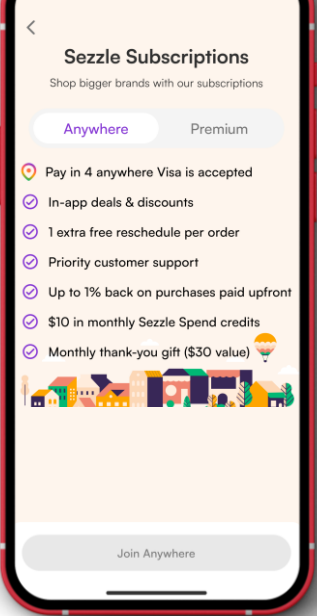 Sezzle Subscriptions
Shop bigger brands with our subscriptions
Anywhere
Premium
Pay in 4 anywhere Visa is accepted
In-app deals & discounts
1 extra free reschedule per order
Priority customer support
Up to 1% back on purchases paid upfront
$10 in monthly Sezzle Spend credits
Monthly thank-you gift ($30 value)
Join Anywhere